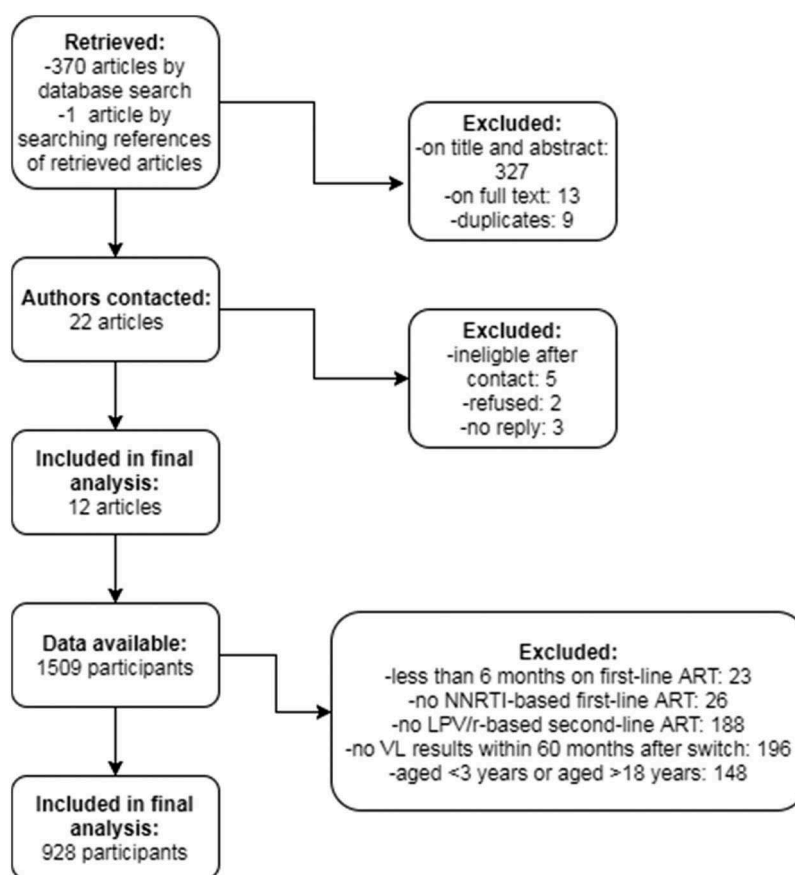 Retrieved:
-370 articles by
database search
-1 article by
searching references
of retrieved articles
Excluded:
-on title and abstract:
327
-on full text: 13
-duplicates: 9
Authors contacted:
22 articles
Excluded:
-ineligble after
contact: 5
-refused: 2
-no reply: 3
Included in final
analysis:
12 articles
Data available:
1509 participants
Excluded:
-less than 6 months on first-line ART: 23
-no NNRTI-based first-line ART: 26
-no LPV/r-based second-line ART: 188
-no VL results within 60 months after switch: 196
-aged <3 years or aged >18 years: 148
Included in final
analysis:
928 participants